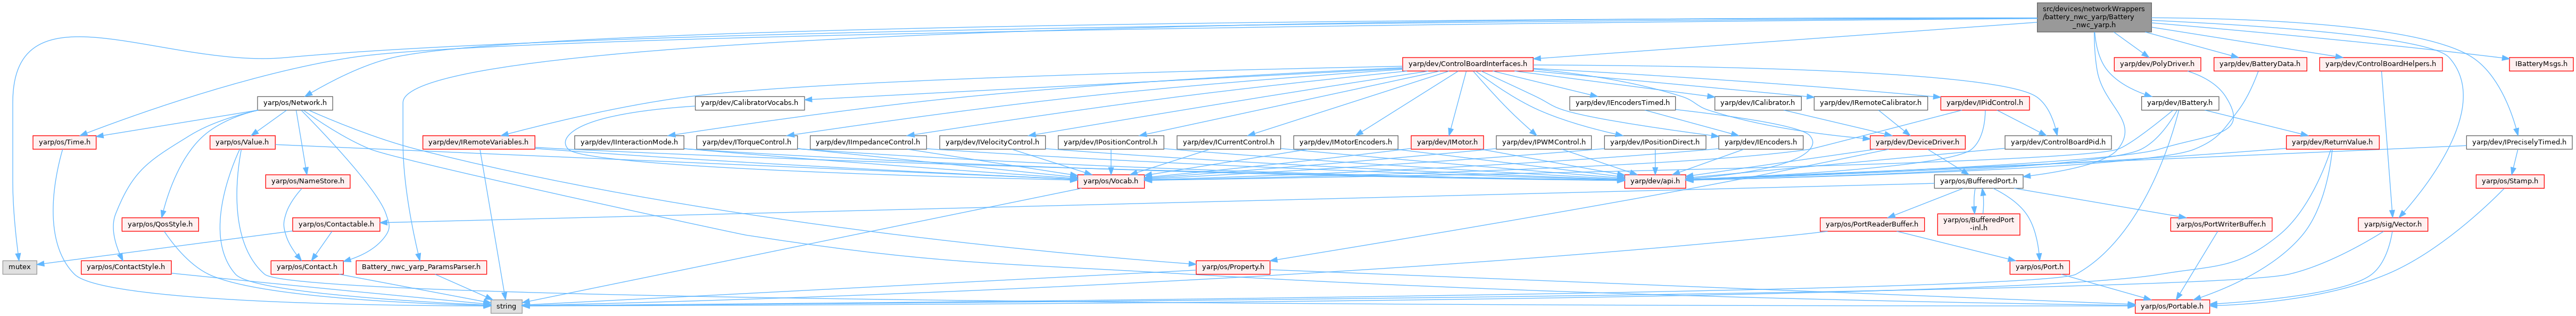 src/devices/networkWrappers
/battery_nwc_yarp/Battery
_nwc_yarp.h
yarp/dev/ControlBoardInterfaces.h
yarp/dev/PolyDriver.h
yarp/dev/BatteryData.h
yarp/dev/ControlBoardHelpers.h
IBatteryMsgs.h
yarp/os/Network.h
yarp/dev/CalibratorVocabs.h
yarp/dev/IEncodersTimed.h
yarp/dev/ICalibrator.h
yarp/dev/IRemoteCalibrator.h
yarp/dev/IPidControl.h
yarp/dev/IBattery.h
yarp/os/Time.h
yarp/os/Value.h
yarp/dev/IRemoteVariables.h
yarp/dev/IInteractionMode.h
yarp/dev/ITorqueControl.h
yarp/dev/IImpedanceControl.h
yarp/dev/IVelocityControl.h
yarp/dev/IPositionControl.h
yarp/dev/ICurrentControl.h
yarp/dev/IMotorEncoders.h
yarp/dev/IMotor.h
yarp/dev/IPWMControl.h
yarp/dev/IPositionDirect.h
yarp/dev/IEncoders.h
yarp/dev/DeviceDriver.h
yarp/dev/ControlBoardPid.h
yarp/dev/ReturnValue.h
yarp/dev/IPreciselyTimed.h
yarp/os/NameStore.h
yarp/os/Vocab.h
yarp/dev/api.h
yarp/os/BufferedPort.h
yarp/os/Stamp.h
yarp/os/QosStyle.h
yarp/os/Contactable.h
yarp/os/PortReaderBuffer.h
yarp/os/BufferedPort
-inl.h
yarp/os/PortWriterBuffer.h
yarp/sig/Vector.h
mutex
yarp/os/ContactStyle.h
yarp/os/Contact.h
Battery_nwc_yarp_ParamsParser.h
yarp/os/Property.h
yarp/os/Port.h
string
yarp/os/Portable.h